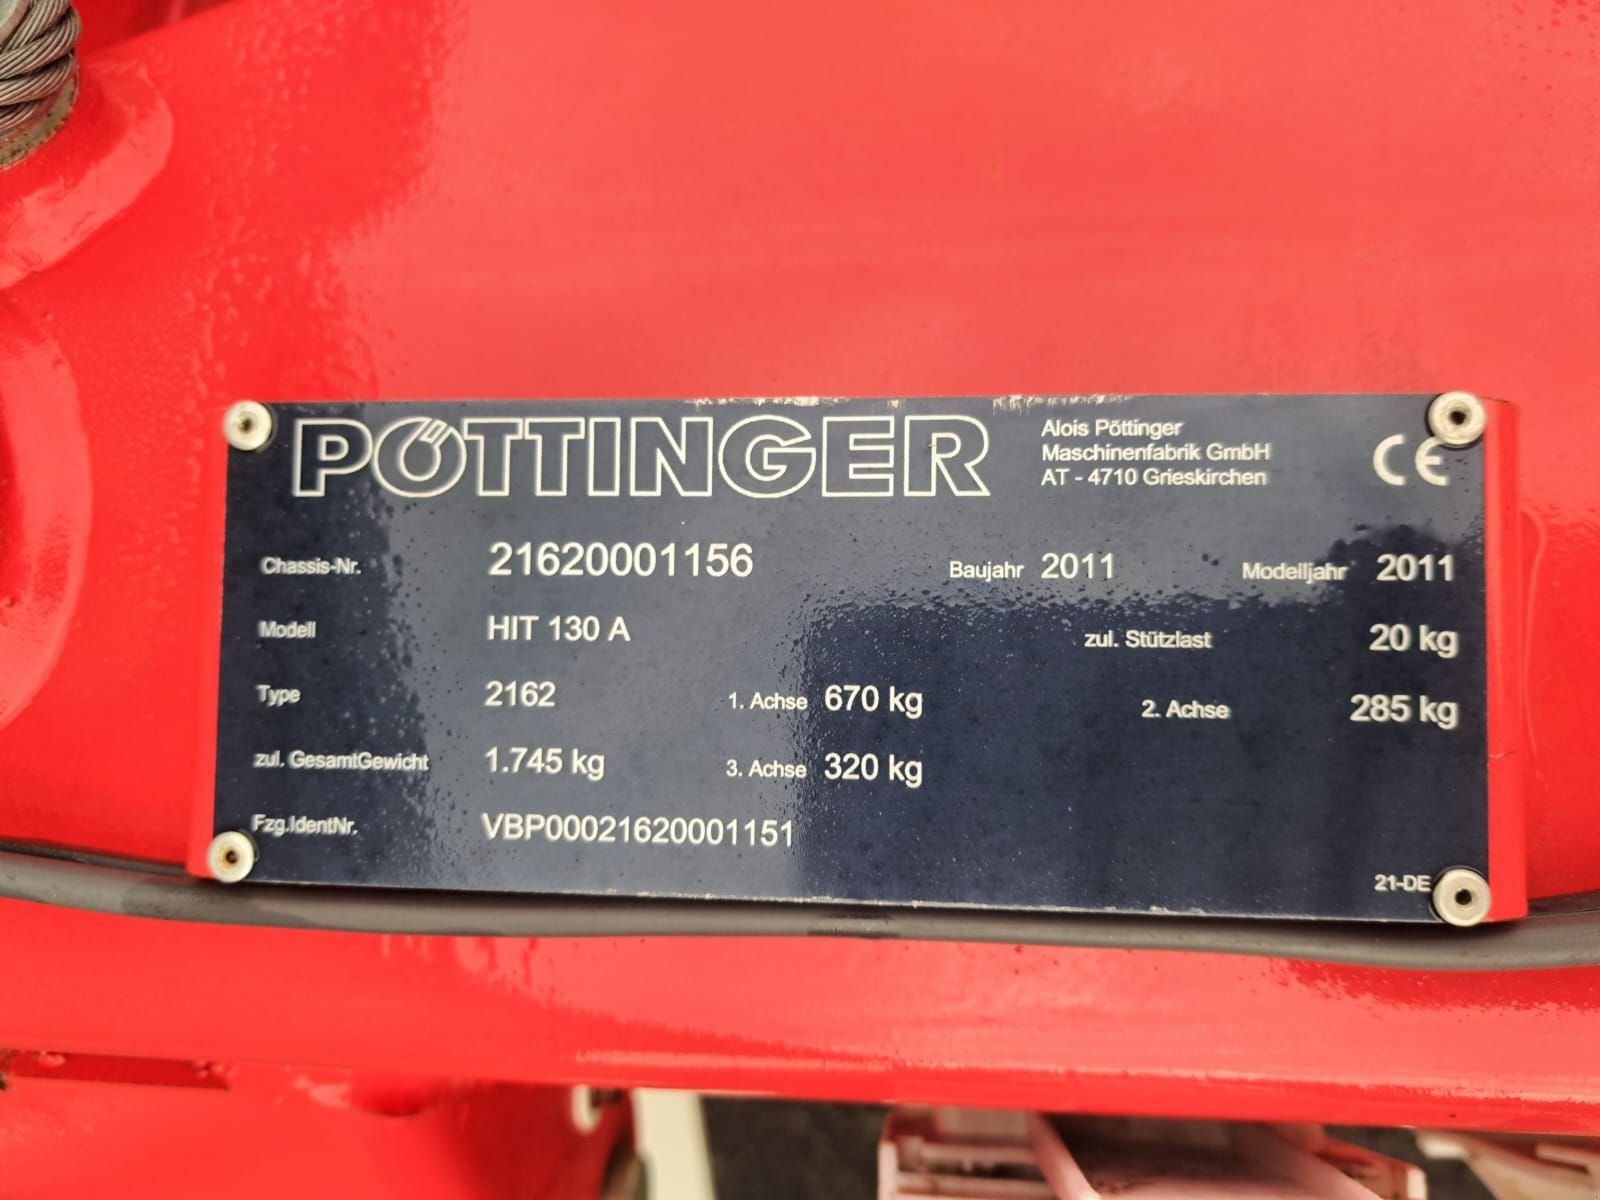 PÖTTINGER
Alois Pöttinger
Maschinenfabrik GmbH
AT - 4710 Grieskirchen
CE
Chassis-Nr. 21620001156 Baujahr 2011 Modelljahr 2011
Modell HIT 130 A zul. Stützlast 20 kg
Type 2162 1. Achse 670 kg 2. Achse 285 kg
zul. GesamtGewicht 1.745 kg 3. Achse 320 kg
Fzg.IdentNr. VBP00021620001151
21-DE